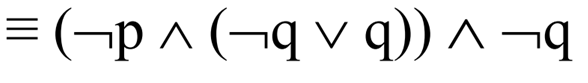 ≡ (¬p ∧ (¬q ∨ q)) ∧ ¬q